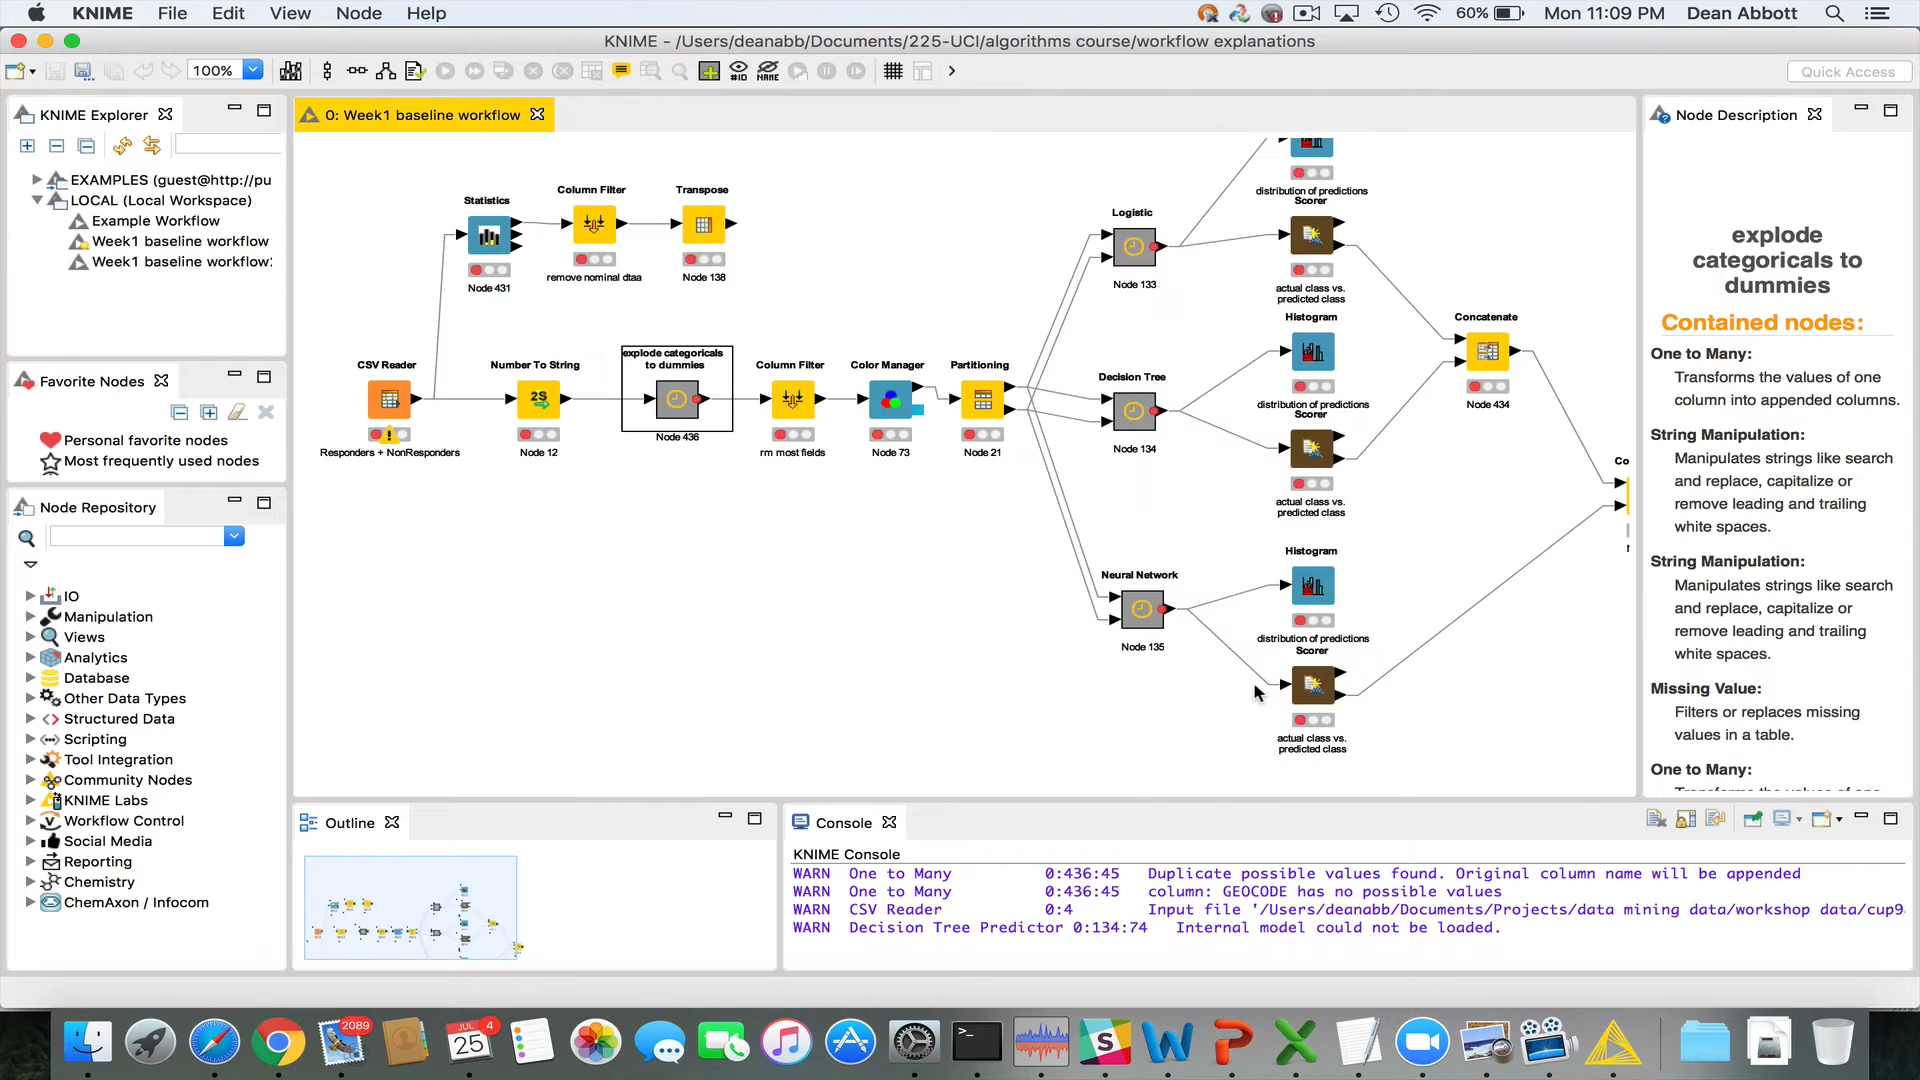 KNIME File Edit View Node Help 60% Mon 11:09 PM Dean Abbott
KNIME - /Users/deanabb/Documents/225-UCI/algorithms course/workflow explanations
100% #ID NAME Quick Access
KNIME Explorer
EXAMPLES (guest@http://pu
LOCAL (Local Workspace)
Example Workflow
Week1 baseline workflow
Week1 baseline workflow
Favorite Nodes
Personal favorite nodes
Most frequently used nodes
Node Repository
IO
Manipulation
Views
Analytics
Database
Other Data Types
Structured Data
Scripting
Tool Integration
Community Nodes
KNIME Labs
Workflow Control
Social Media
Reporting
Chemistry
ChemAxon / Infocom
0: Week1 baseline workflow
Statistics
Node 431
Column Filter
remove nominal dtaa
Transpose
Node 138
CSV Reader
Responders + NonResponders
Number To String
2S
Node 12
explode categoricals
to dummies
Node 436
Column Filter
rm most fields
Color Manager
Node 73
Partitioning
Node 21
Logistic
Node 133
Decision Tree
Node 134
Neural Network
Node 135
distribution of predictions
Scorer
actual class vs.
predicted class
Histogram
distribution of predictions
Scorer
actual class vs.
predicted class
Histogram
distribution of predictions
Scorer
actual class vs.
predicted class
Concatenate
Node 434
Co
Node Description
explode
categoricals to
dummies
Contained nodes:
One to Many:
Transforms the values of one
column into appended columns.
String Manipulation:
Manipulates strings like search
and replace, capitalize or
remove leading and trailing
white spaces.
String Manipulation:
Manipulates strings like search
and replace, capitalize or
remove leading and trailing
white spaces.
Missing Value:
Filters or replaces missing
values in a table.
One to Many:
Outline
Console
KNIME Console
WARN One to Many 0:436:45 Duplicate possible values found. Original column name will be appended
WARN One to Many 0:436:45 column: GEOCODE has no possible values
WARN CSV Reader 0:4 Input file '/Users/deanabb/Documents/Projects/data mining data/workshop data/cup9
WARN Decision Tree Predictor 0:134:74 Internal model could not be loaded.
2089
JUL 4
25